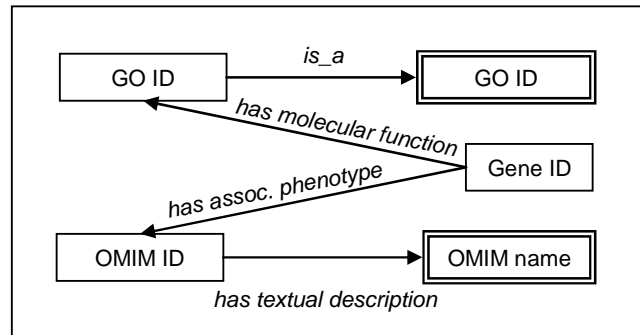 is_a
GO ID
GO ID
has molecular function
Gene ID
has assoc. phenotype
OMIM ID
OMIM name
has textual description